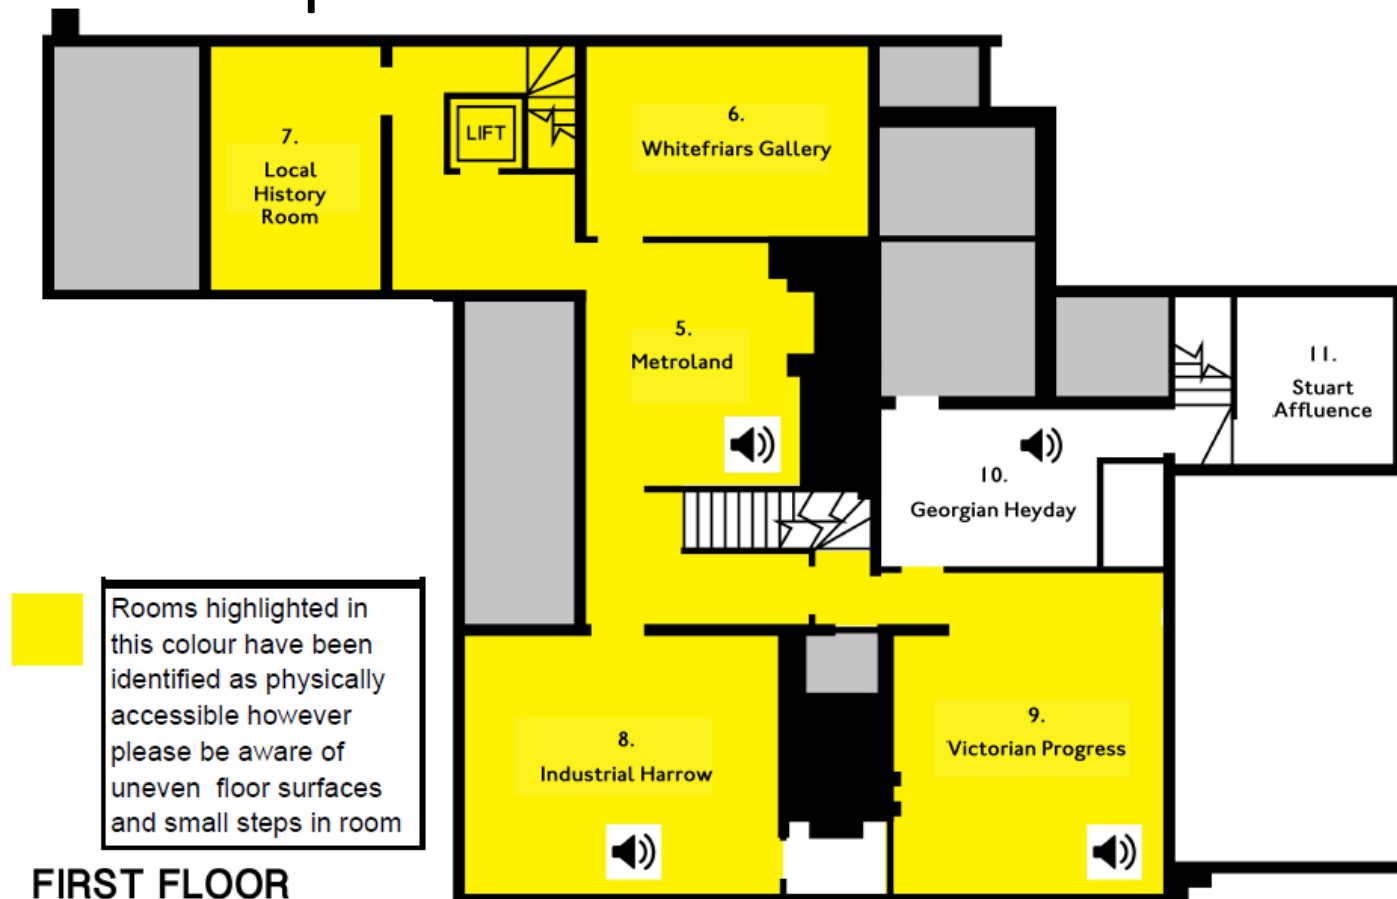 7.
Local
History
Room
LIFT
6.
Whitefriars Gallery
5.
Metroland
11.
Stuart
Affluence
10.
Georgian Heyday
Rooms highlighted in
this colour have been
identified as physically
accessible however
please be aware of
uneven floor surfaces
and small steps in room
8.
Industrial Harrow
9.
Victorian Progress
FIRST FLOOR